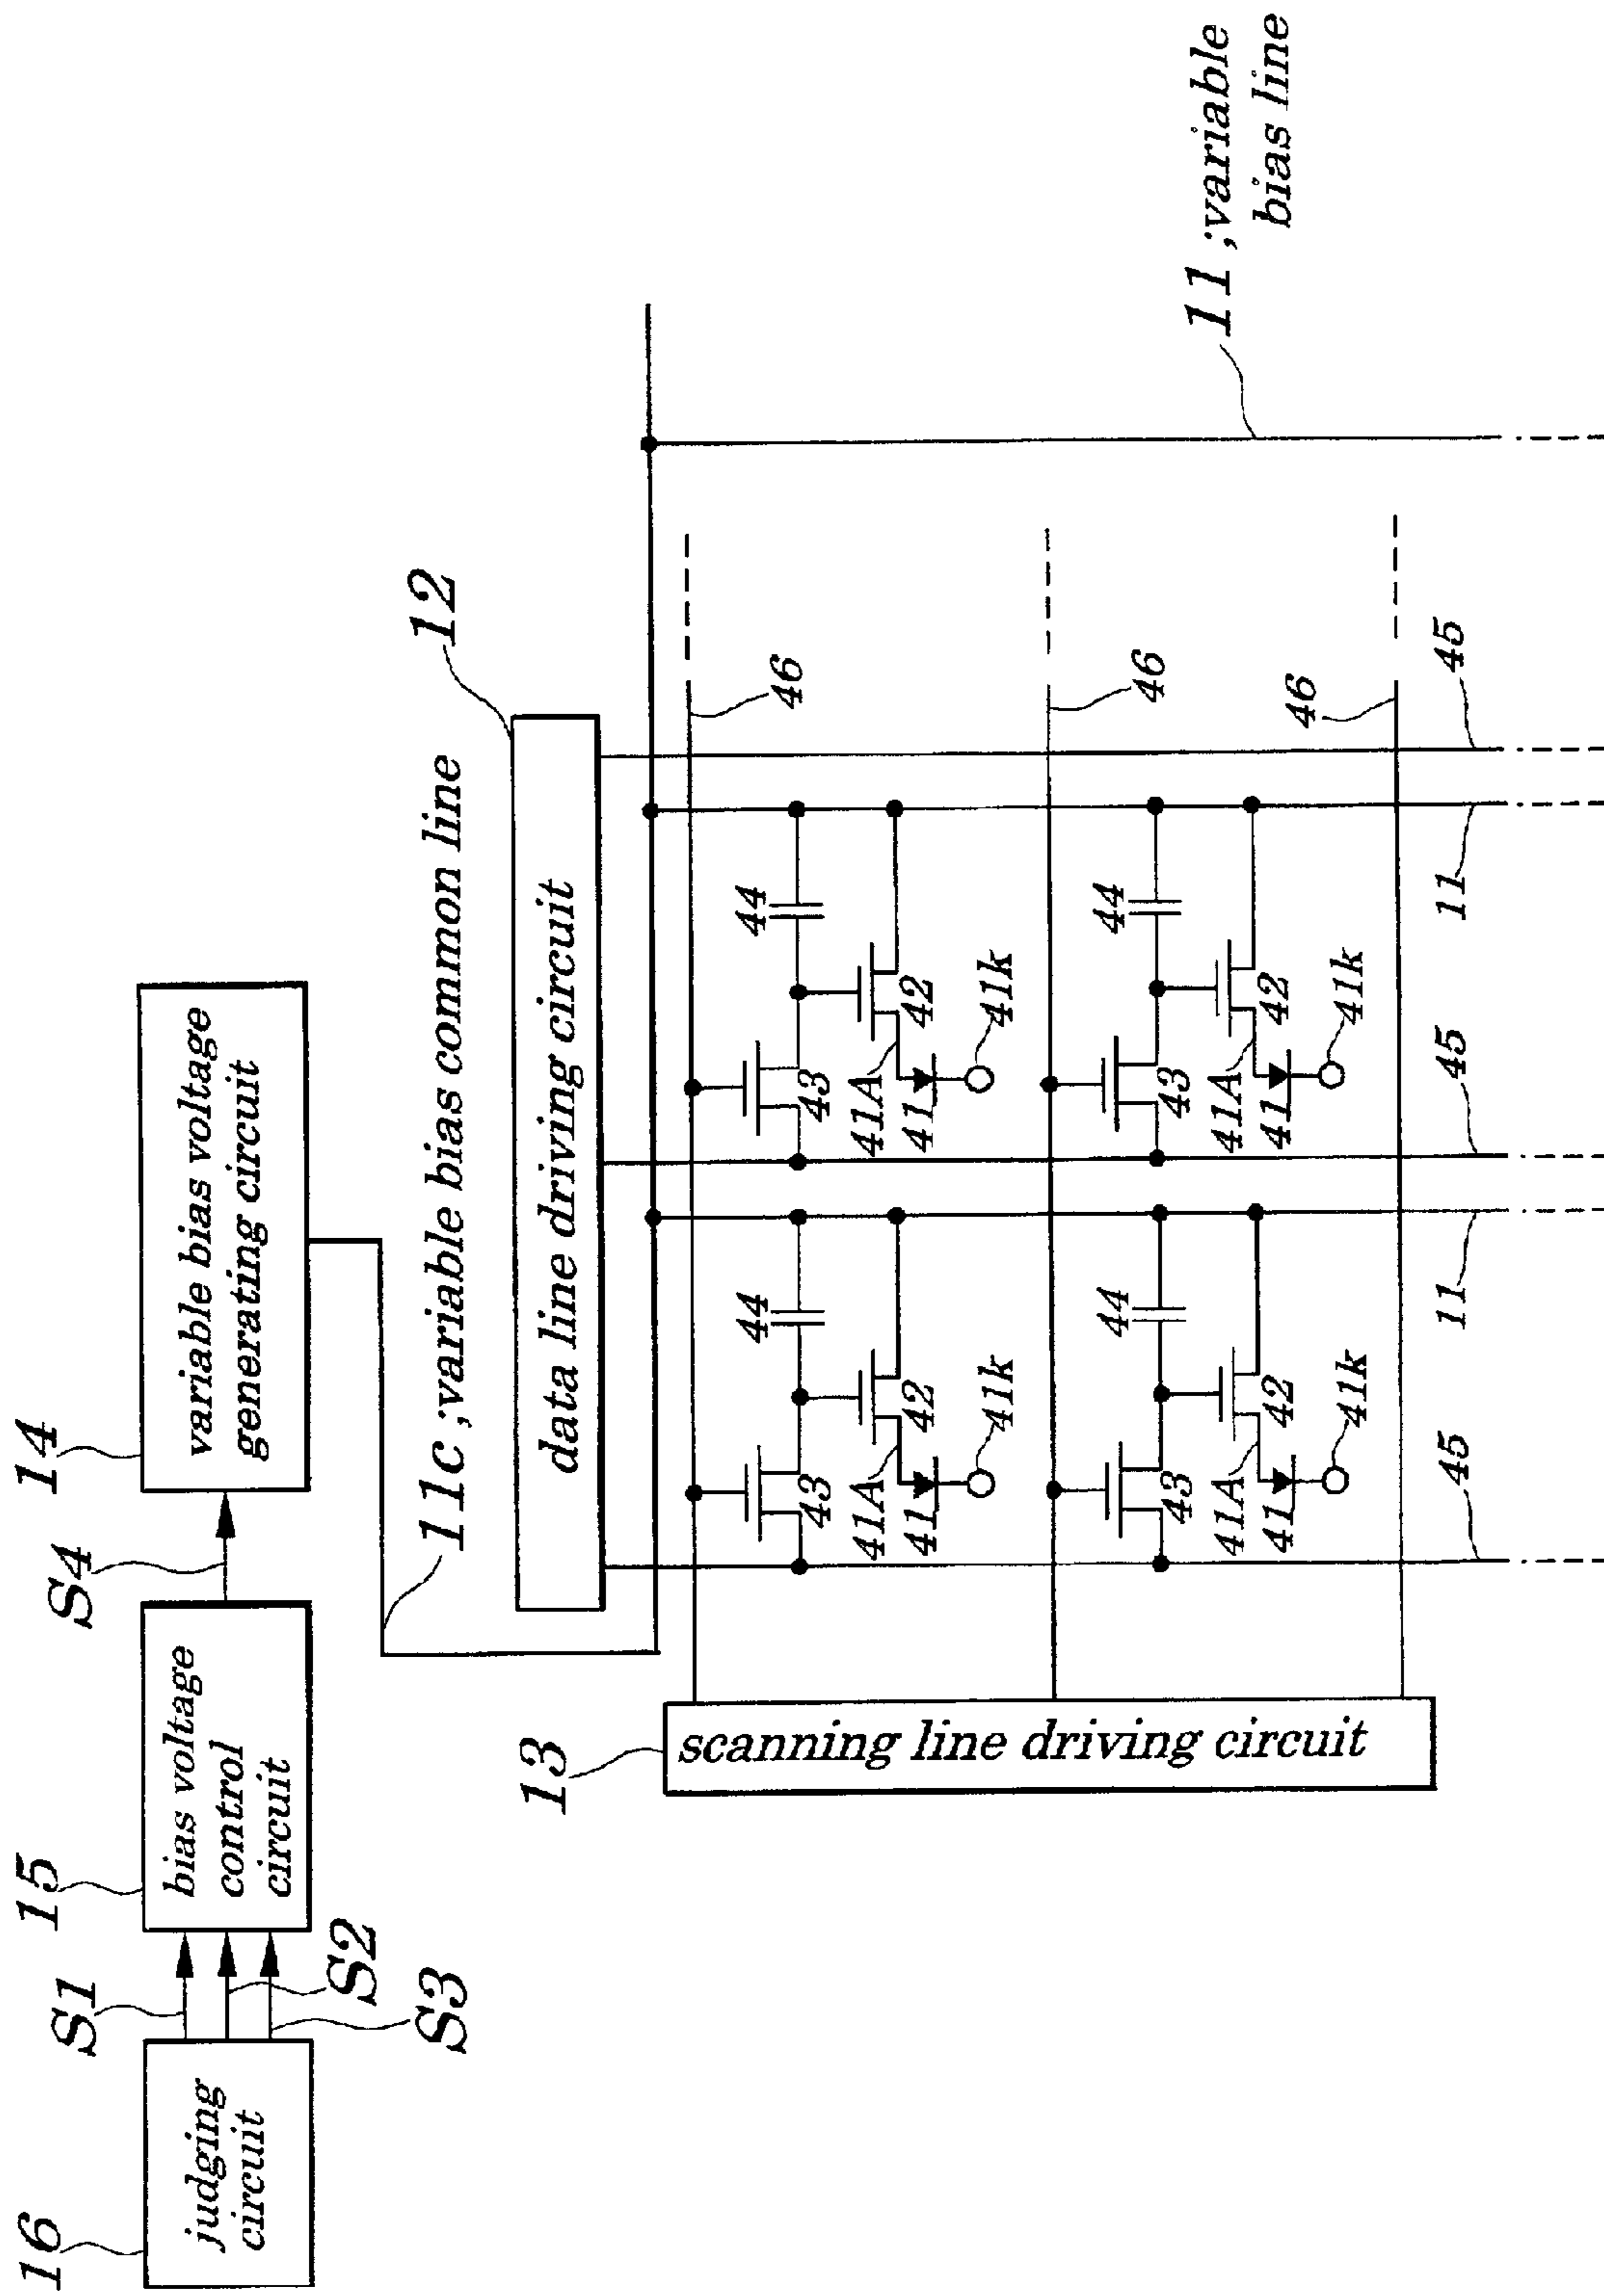 16
judging
circuit
S1
S2
S3
15
bias voltage
control
circuit
S4
14
variable bias voltage
generating circuit
11c ;variable bias common line
12
data line driving circuit
13
scanning line driving circuit
11 ;variable
bias line
46
44
44
43
42
43
42
41A
41
41k
41A
41
41k
46
44
44
43
42
43
42
41A
41
41k
41A
41
41k
46
45
11
45
11
45